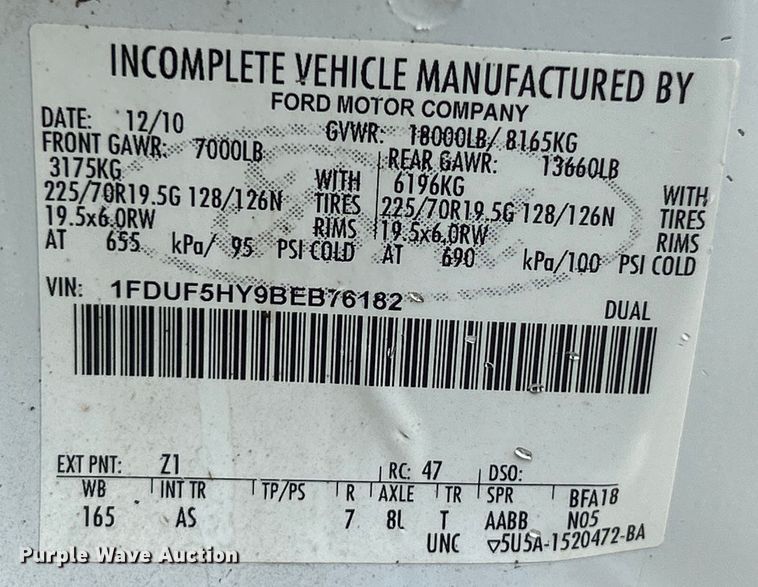 INCOMPLETE VEHICLE MANUFACTURED BY
FORD MOTOR COMPANY
DATE: 12/10 GVWR: 18000LB/ 8165KG
FRONT GAWR: 7000LB REAR GAWR: 13660LB
3175KG WITH 6196KG WITH
225/70R19.5G 128/126N TIRES 225/70R19.5G 128/126N TIRES
19.5x6.0RW RIMS 19.5x6.0RW RIMS
AT 655 kPa/ 95 PSI COLD AT 690 kPa/100 PSI COLD
VIN: 1FDUF5HY9BEB76182
DUAL
EXT PNT: Z1 RC: 47 DSO:
WB INT TR TP/PS R AXLE TR SPR BFA18
165 AS 7 8L T AABB N05
UNC ▽5U5A-1520472-BA
Purple Wave Auction